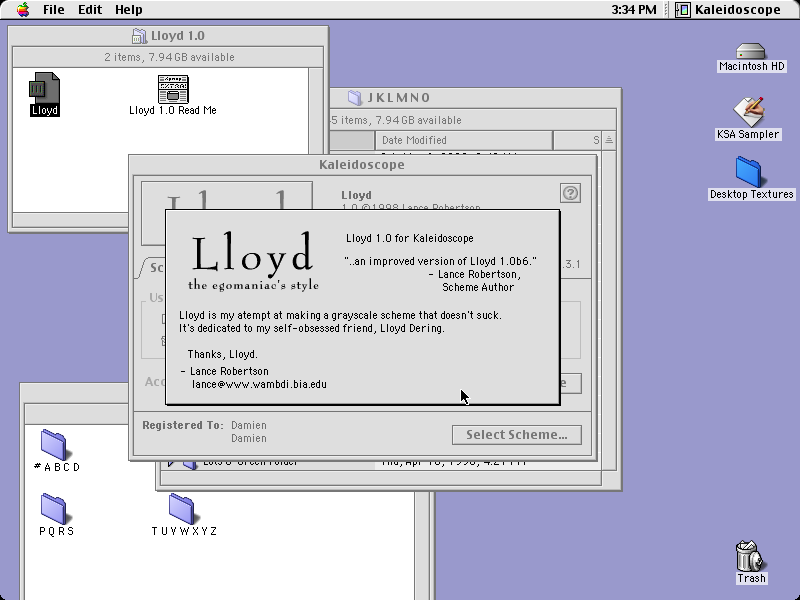 File Edit Help
3:34 PM
Kaleidoscope
Lloyd 1.0
2 items, 7.94 GB available
Lloyd
Lloyd 1.0 Read Me
JKLMNO
5 items, 7.94 GB available
Date Modified
S
Macintosh HD
KSA Sampler
Desktop Textures
Kaleidoscope
Lloyd
1.0 ©1998 Lance Robertson
Sc
.3.1
Us
Acc
e
Lloyd
the egomaniac's style
Lloyd 1.0 for Kaleidoscope
"..an improved version of Lloyd 1.0b6."
- Lance Robertson,
Scheme Author
Lloyd is my atempt at making a grayscale scheme that doesn't suck.
It's dedicated to my self-obsessed friend, Lloyd Dering.
Thanks, Lloyd.
- Lance Robertson
lance@www.wambdi.bia.edu
Registered To: Damien
Damien
Select Scheme...
#ABCD
PQRS
TUVWXYZ
Trash